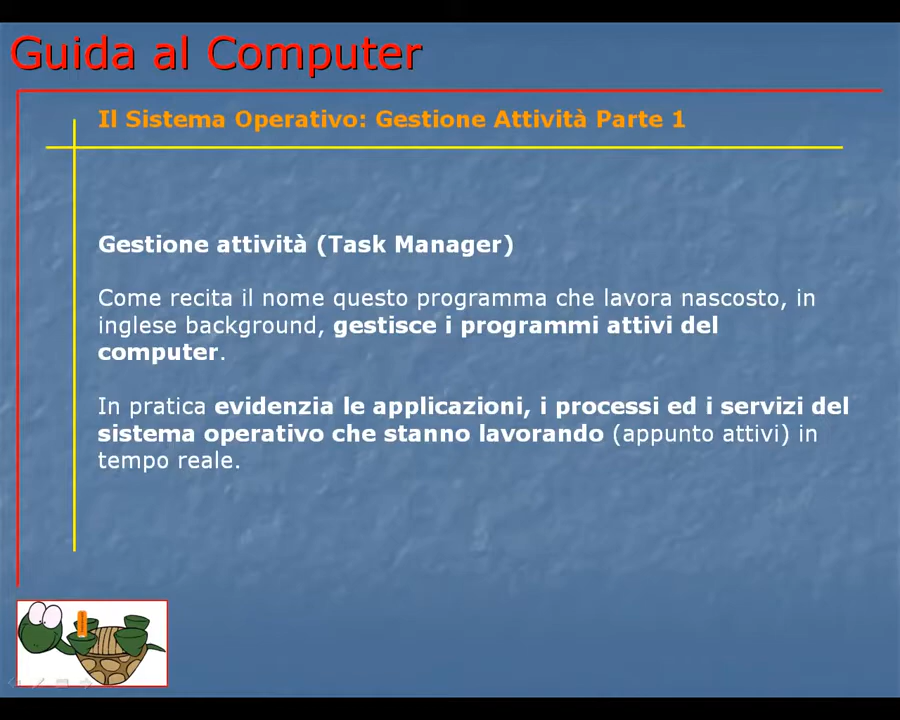 Guida al Computer
Il Sistema Operativo: Gestione Attività Parte 1
Gestione attività (Task Manager)
Come recita il nome questo programma che lavora nascosto, in
inglese background, gestisce i programmi attivi del
computer.
In pratica evidenzia le applicazioni, i processi ed i servizi del
sistema operativo che stanno lavorando (appunto attivi) in
tempo reale.